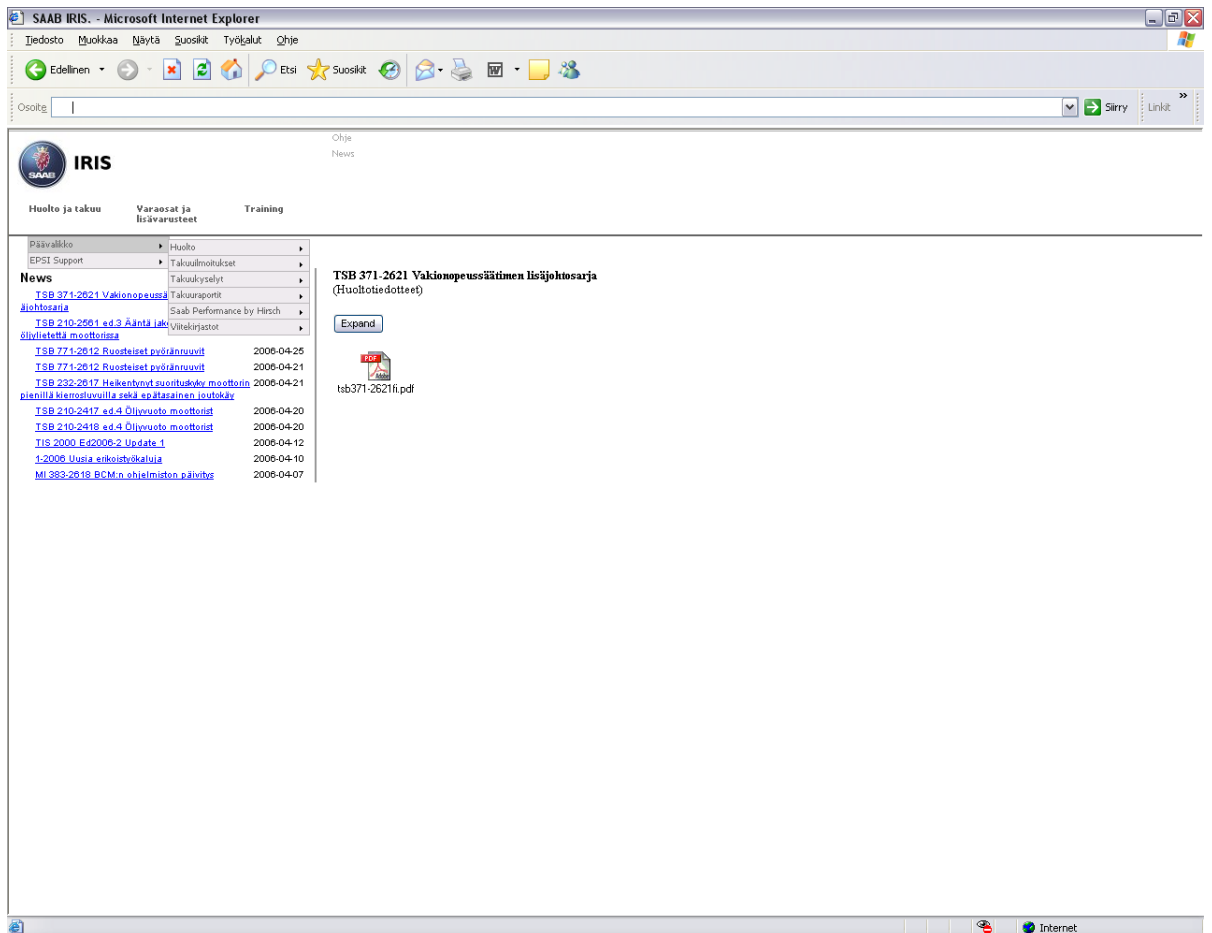 SAAB IRIS. - Microsoft Internet Explorer
Tiedosto Muokkaa Näytä Suosikit Työkalut Ohje
Edellinen Etsi Suosikit
Osoite Siirry Linkit
SAAB
IRIS
Ohje
News
Huolto ja takuu Varaosat ja lisävarusteet Training
Päävalikko
EPSI Support
Huolto
Takuuilmoitukset
Takuukyselyt
Takuuraportit
Saab Performance by Hirsch
Viitekirjastot
News
TSB 371-2621 Vakionopeussä
äjohtosarja
TSB 210-2561 ed.3 Ääntä jak
öljylietettä moottorissa
TSB 771-2612 Ruosteiset pyöränruuvit 2006-04-25
TSB 771-2612 Ruosteiset pyöränruuvit 2006-04-21
TSB 232-2617 Heikentynyt suorituskyky moottorin 2006-04-21
pienillä kierrosluvuilla sekä epätasainen joutokäy
TSB 210-2417 ed.4 Öljyvuoto moottorist 2006-04-20
TSB 210-2418 ed.4 Öljyvuoto moottorist 2006-04-20
TIS 2000 Ed2006-2 Update 1 2006-04-12
1-2006 Uusia erikoistyökaluja 2006-04-10
MI 383-2618 BCM:n ohjelmiston päivitys 2006-04-07
TSB 371-2621 Vakionopeussäätimen lisäjohtosarja
(Huoltotiedotteet)
Expand
PDF
Adobe
tsb371-2621fi.pdf
Internet